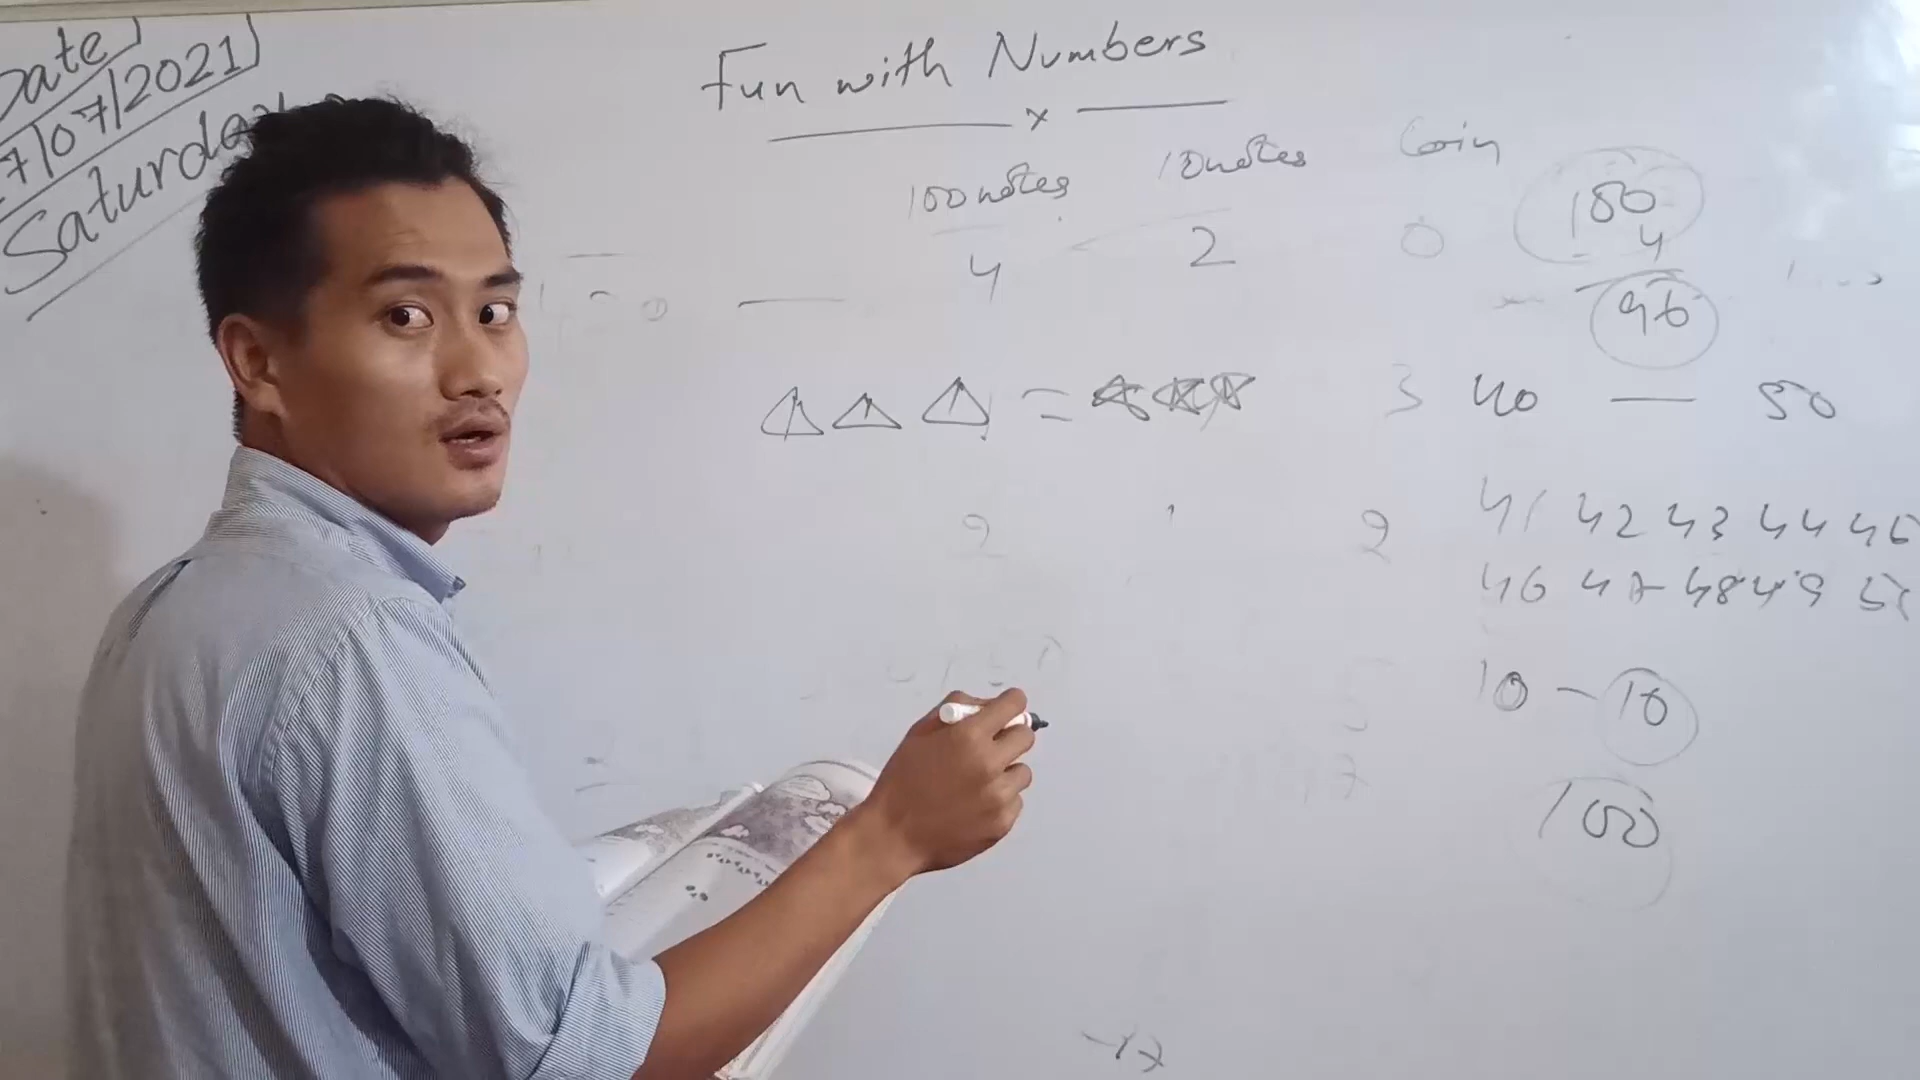 Date
7/07/2021
Saturday
Fun with Numbers
x
100 notes 10 notes Coin
4 2 0
100
4
96
= 3
40 — 50
2 1 2
41 42 43 44 45
46 47 48 49 50
10 - 10
100